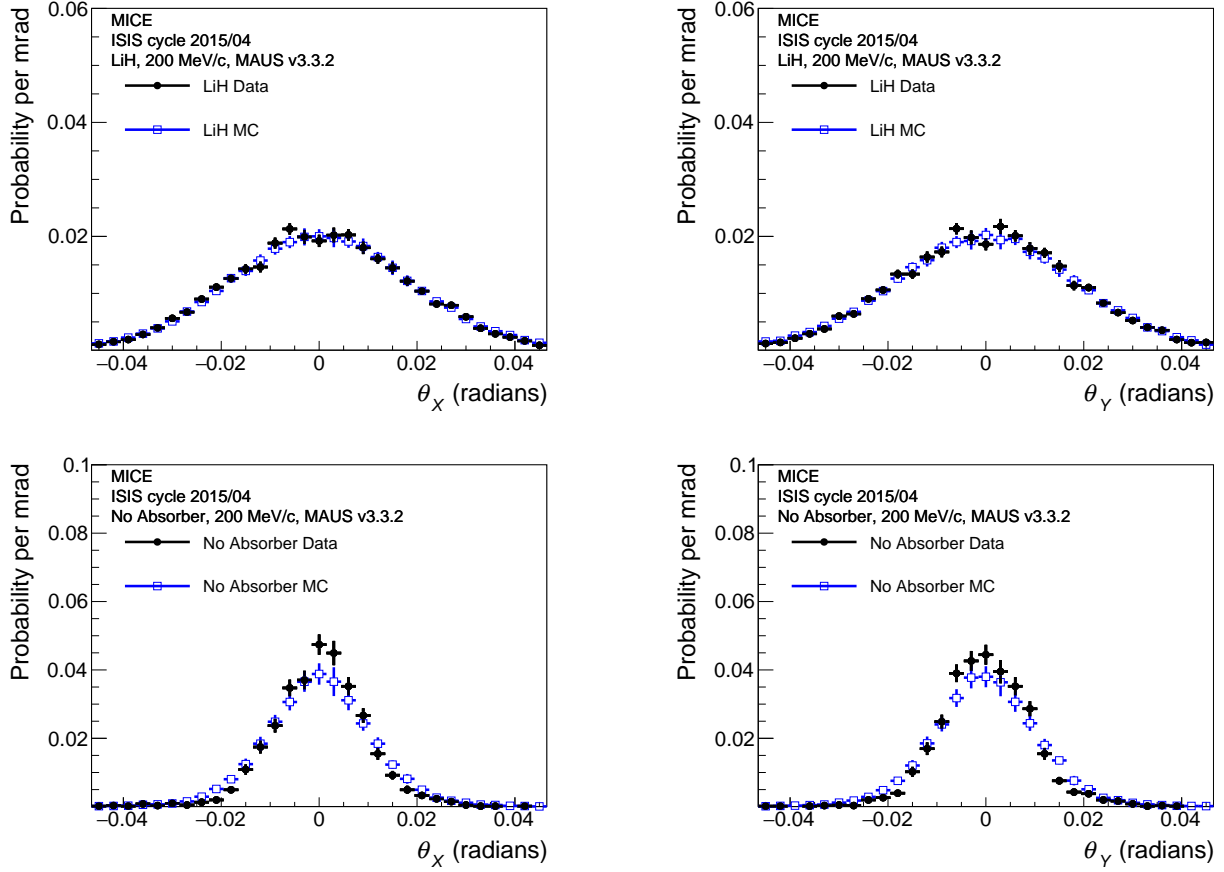 0.06
MICE
ISIS cycle 2015/04
LiH, 200 MeV/c, MAUS v3.3.2
LiH Data
LiH MC
0.04
0.02
Probability per mrad
−0.04 −0.02 0 0.02 0.04
θX (radians)
0.06
MICE
ISIS cycle 2015/04
LiH, 200 MeV/c, MAUS v3.3.2
LiH Data
LiH MC
0.04
0.02
Probability per mrad
−0.04 −0.02 0 0.02 0.04
θY (radians)
0.1
MICE
ISIS cycle 2015/04
No Absorber, 200 MeV/c, MAUS v3.3.2
No Absorber Data
No Absorber MC
0.08
0.06
0.04
0.02
Probability per mrad
−0.04 −0.02 0 0.02 0.04
θX (radians)
0.1
MICE
ISIS cycle 2015/04
No Absorber, 200 MeV/c, MAUS v3.3.2
No Absorber Data
No Absorber MC
0.08
0.06
0.04
0.02
Probability per mrad
−0.04 −0.02 0 0.02 0.04
θY (radians)